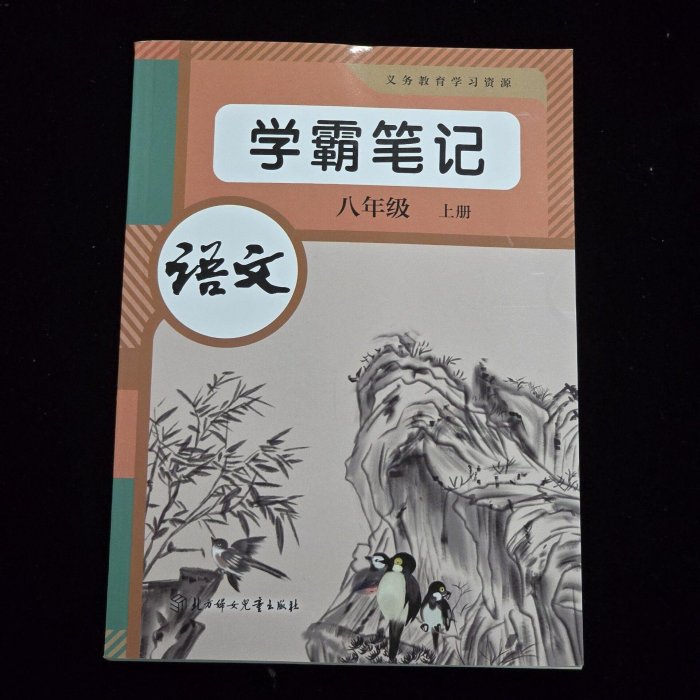 义务教育学习资源
学霸笔记
八年级 上册
语文
北方妇女儿童出版社